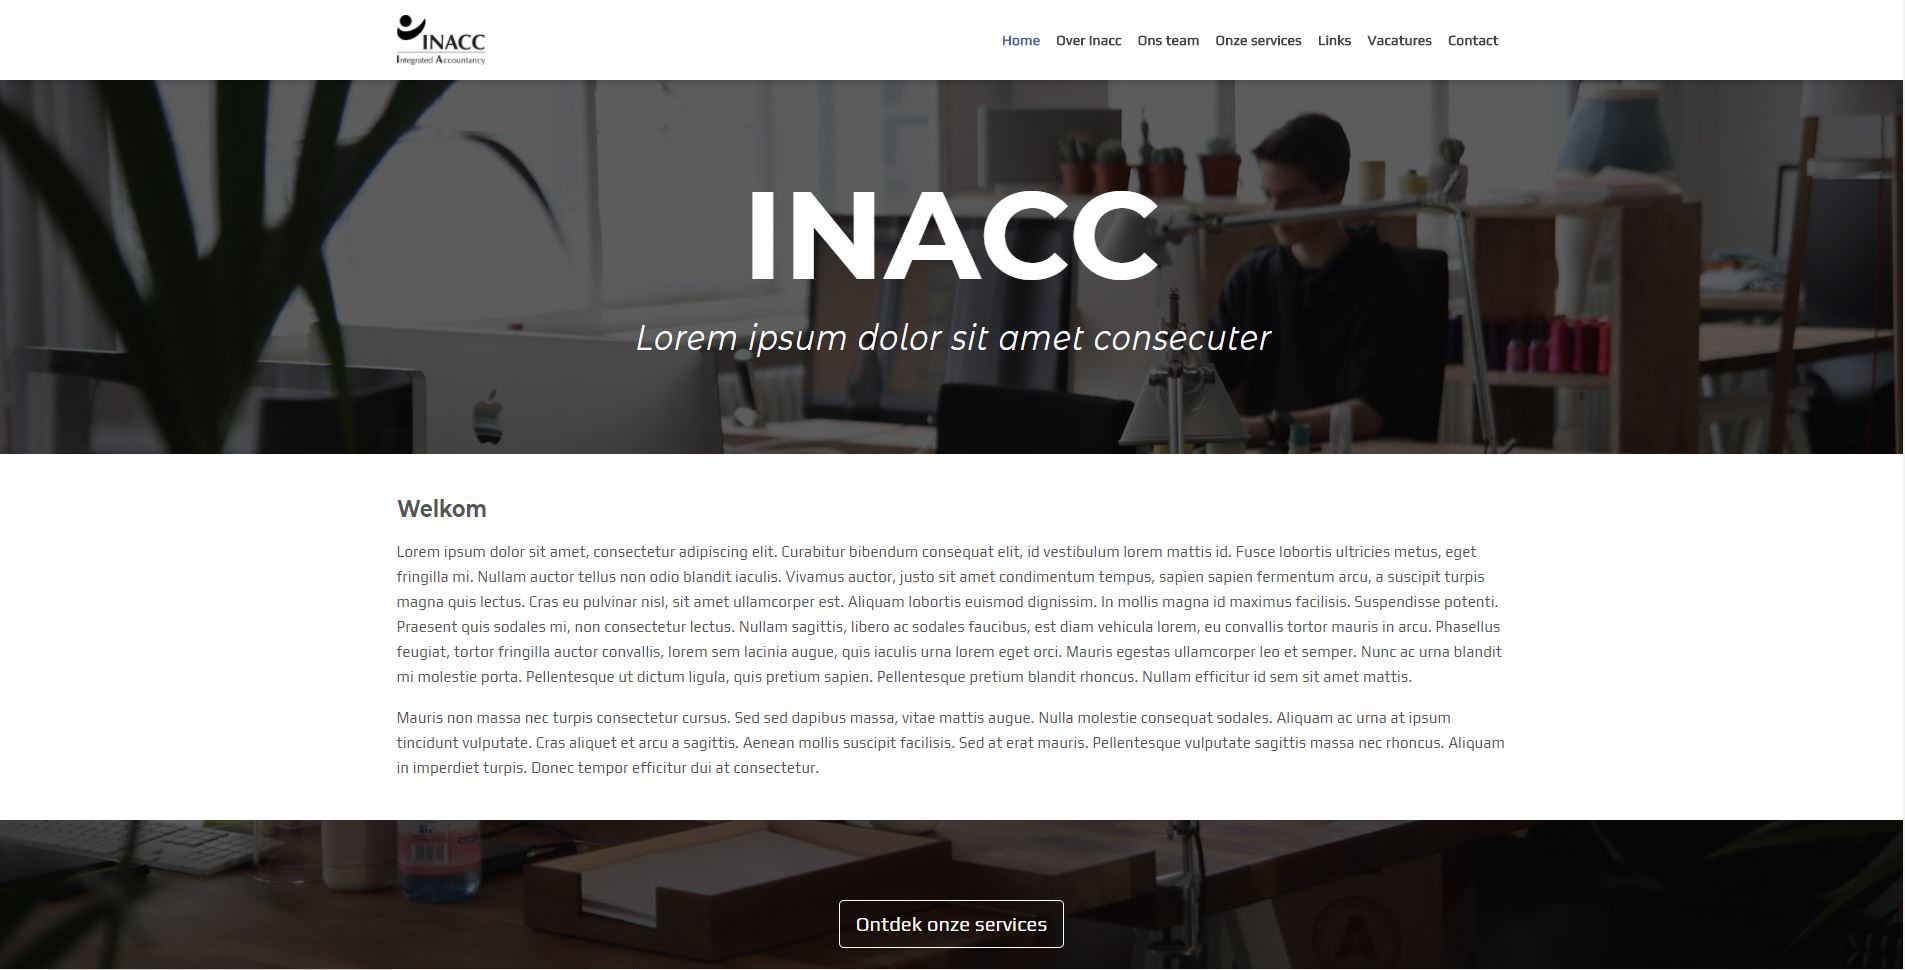 INACC
Integrated Accountancy
Home Over Inacc Ons team Onze services Links Vacatures Contact
INACC
Lorem ipsum dolor sit amet consecuter
Welkom
Lorem ipsum dolor sit amet, consectetur adipiscing elit. Curabitur bibendum consequat elit, id vestibulum lorem mattis id. Fusce lobortis ultricies metus, eget
fringilla mi. Nullam auctor tellus non odio blandit iaculis. Vivamus auctor, justo sit amet condimentum tempus, sapien sapien fermentum arcu, a suscipit turpis
magna quis lectus. Cras eu pulvinar nisl, sit amet ullamcorper est. Aliquam lobortis euismod dignissim. In mollis magna id maximus facilisis. Suspendisse potenti.
Praesent quis sodales mi, non consectetur lectus. Nullam sagittis, libero ac sodales faucibus, est diam vehicula lorem, eu convallis tortor mauris in arcu. Phasellus
feugiat, tortor fringilla auctor convallis, lorem sem lacinia augue, quis iaculis urna lorem eget orci. Mauris egestas ullamcorper leo et semper. Nunc ac urna blandit
mi molestie porta. Pellentesque ut dictum ligula, quis pretium sapien. Pellentesque pretium blandit rhoncus. Nullam efficitur id sem sit amet mattis.
Mauris non massa nec turpis consectetur cursus. Sed sed dapibus massa, vitae mattis augue. Nulla molestie consequat sodales. Aliquam ac urna at ipsum
tincidunt vulputate. Cras aliquet et arcu a sagittis. Aenean mollis suscipit facilisis. Sed at erat mauris. Pellentesque vulputate sagittis massa nec rhoncus. Aliquam
in imperdiet turpis. Donec tempor efficitur dui at consectetur.
Ontdek onze services
A